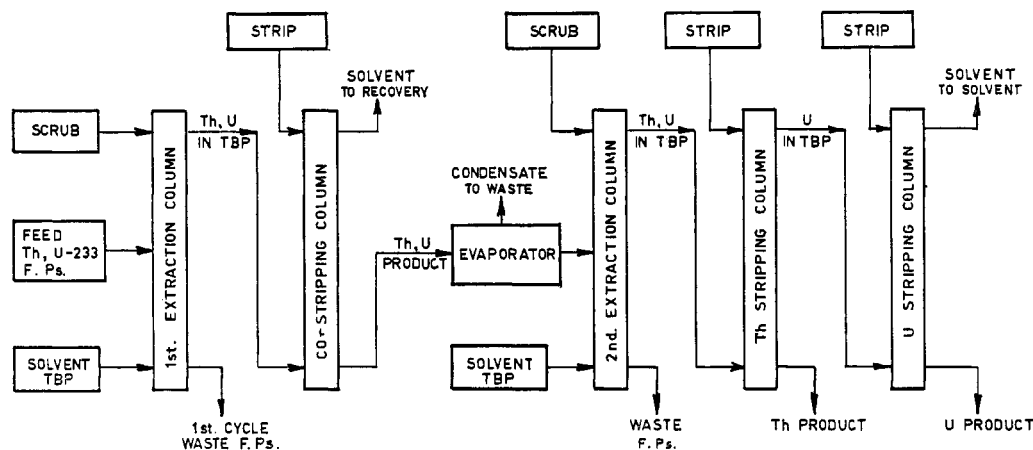 STRIP
SCRUB
STRIP
STRIP
SOLVENT
TO RECOVERY
SOLVENT
TO SOLVENT
SCRUB
Th, U
IN TBP
Th, U
IN TBP
U
IN TBP
1st. EXTRACTION COLUMN
CO-STRIPPING COLUMN
CONDENSATE
TO WASTE
2nd. EXTRACTION COLUMN
Th STRIPPING COLUMN
U STRIPPING COLUMN
FEED
Th, U-233
F. Ps.
Th, U
PRODUCT
EVAPORATOR
SOLVENT
TBP
SOLVENT
TBP
1st. CYCLE
WASTE F. Ps.
WASTE
F. Ps.
Th PRODUCT
U PRODUCT